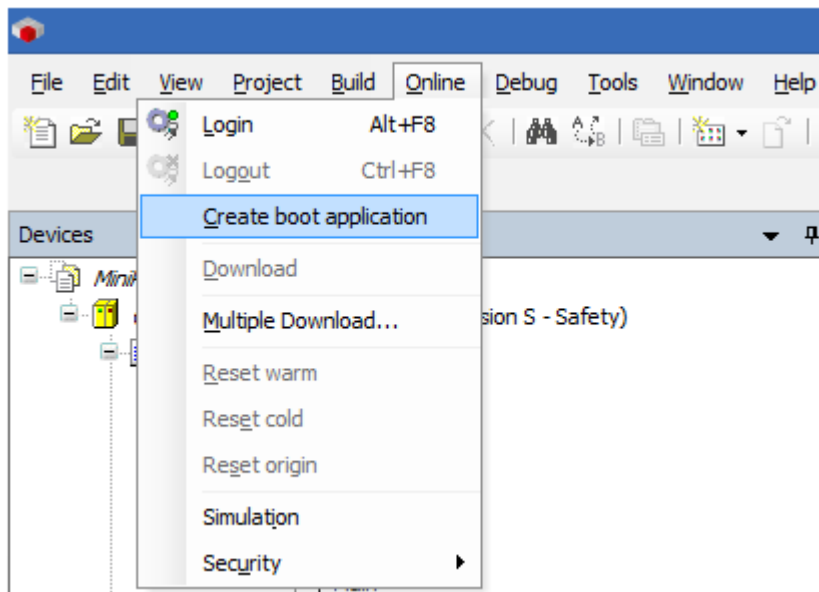 File Edit View Project Build Online Debug Tools Window Help
Login Alt+F8
Logout Ctrl+F8
Create boot application
Devices
Download
Multiple Download...
sion S - Safety)
Reset warm
Reset cold
Reset origin
Simulation
Security